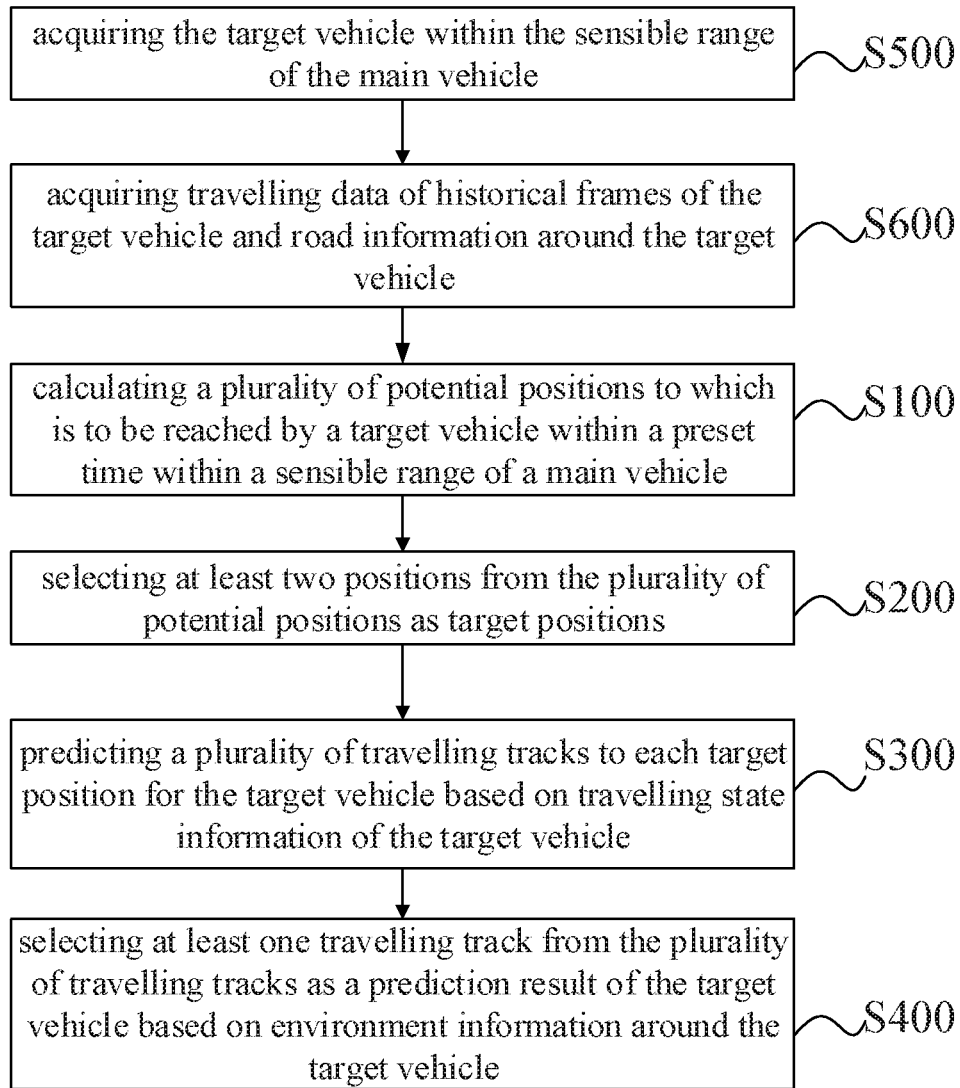 acquiring the target vehicle within the sensible range
of the main vehicle
S500
acquiring travelling data of historical frames of the
target vehicle and road information around the target
vehicle
S600
calculating a plurality of potential positions to which
is to be reached by a target vehicle within a preset
time within a sensible range of a main vehicle
S100
selecting at least two positions from the plurality of
potential positions as target positions
S200
predicting a plurality of travelling tracks to each target
position for the target vehicle based on travelling state
information of the target vehicle
S300
selecting at least one travelling track from the plurality
of travelling tracks as a prediction result of the target
vehicle based on environment information around the
target vehicle
S400